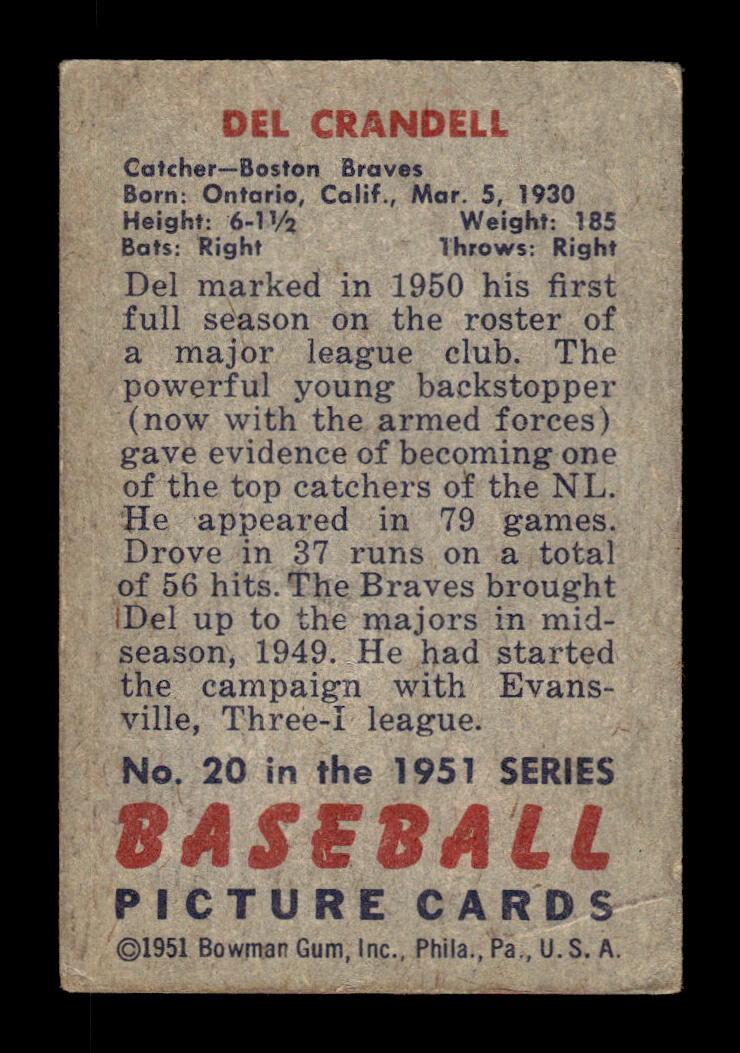 DEL CRANDELL
Catcher—Boston Braves
Born: Ontario, Calif., Mar. 5, 1930
Height: 6-1½ Weight: 185
Bats: Right Throws: Right
Del marked in 1950 his first
full season on the roster of
a major league club. The
powerful young backstopper
(now with the armed forces)
gave evidence of becoming one
of the top catchers of the NL.
He appeared in 79 games.
Drove in 37 runs on a total
of 56 hits. The Braves brought
Del up to the majors in mid-
season, 1949. He had started
the campaign with Evans-
ville, Three-I league.
No. 20 in the 1951 SERIES
BASEBALL
PICTURE CARDS
©1951 Bowman Gum, Inc., Phila., Pa., U. S. A.